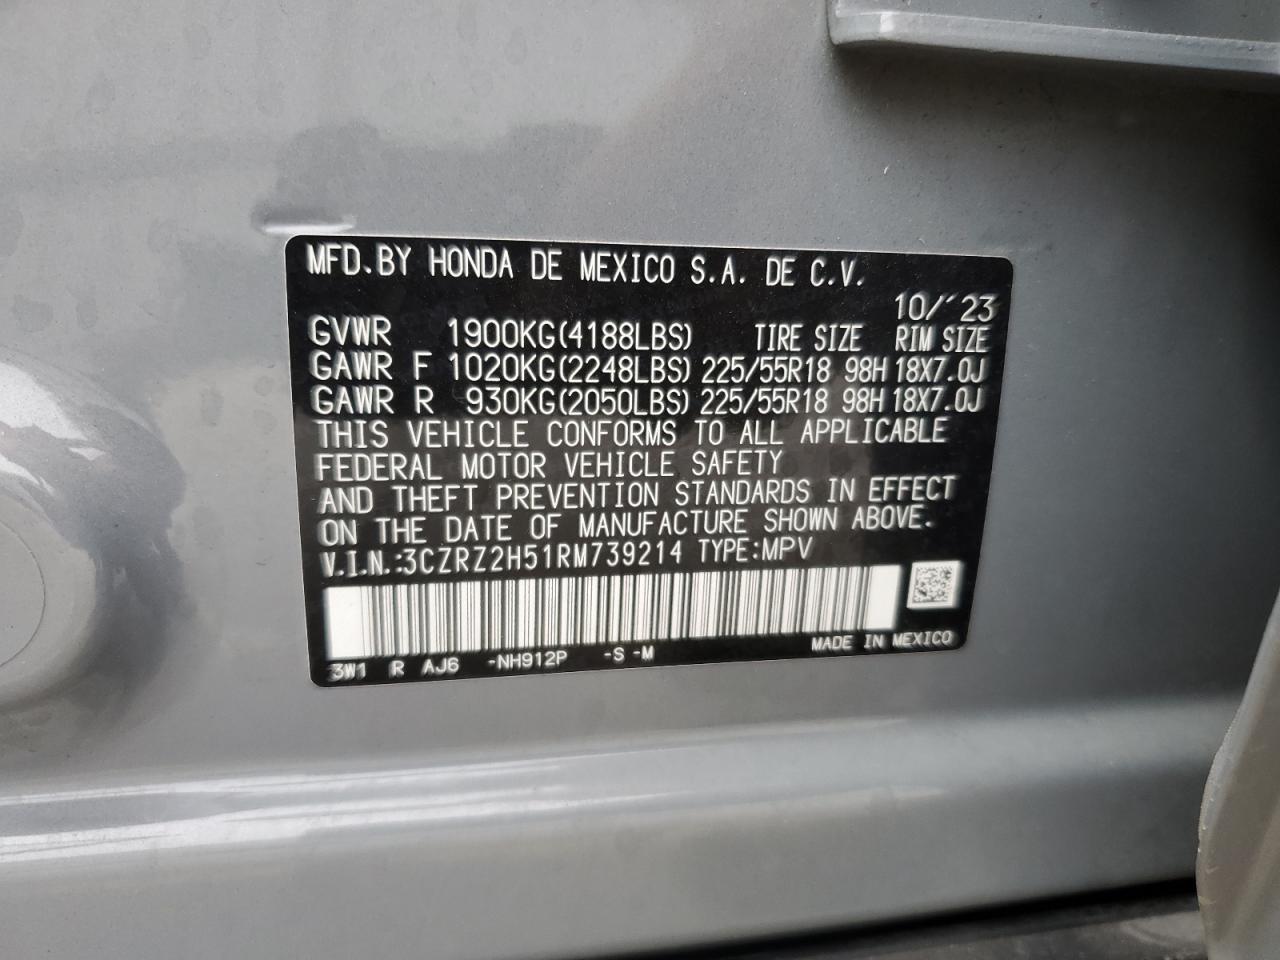 MFD.BY HONDA DE MEXICO S.A. DE C.V.
10/'23
GVWR 1900KG(4188LBS) TIRE SIZE RIM SIZE
GAWR F 1020KG(2248LBS) 225/55R18 98H 18X7.0J
GAWR R 930KG(2050LBS) 225/55R18 98H 18X7.0J
THIS VEHICLE CONFORMS TO ALL APPLICABLE
FEDERAL MOTOR VEHICLE SAFETY
AND THEFT PREVENTION STANDARDS IN EFFECT
ON THE DATE OF MANUFACTURE SHOWN ABOVE.
V.I.N.:3CZRZ2H51RM739214 TYPE:MPV
3W1 R AJ6 -NH912P -S -M MADE IN MEXICO